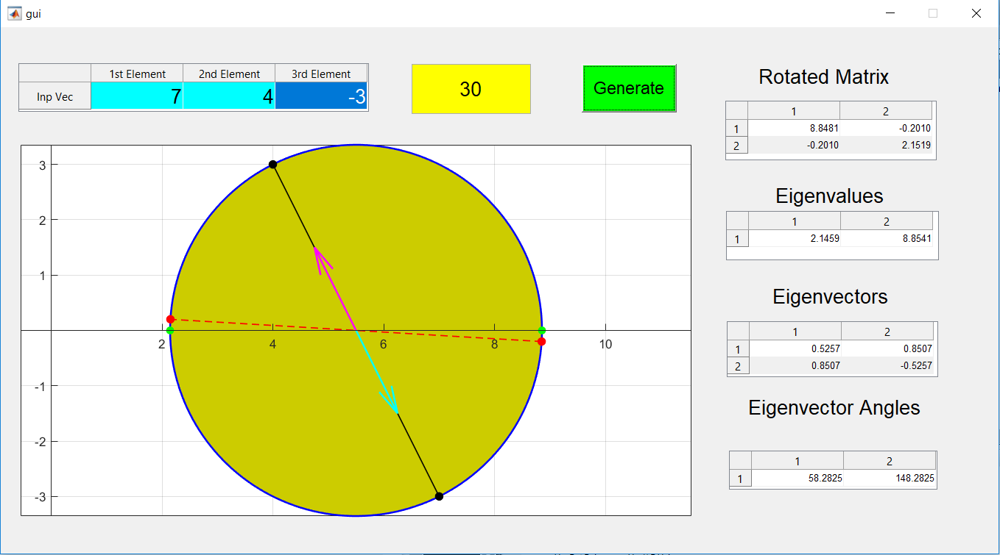 gui
1st Element 2nd Element 3rd Element
Inp Vec 7 4 -3
30
Generate
3
2
1
-1
-2
-3
2 4 6 8 10
Rotated Matrix
1 2
1 8.8481 -0.2010
2 -0.2010 2.1519
Eigenvalues
1 2
1 2.1459 8.8541
Eigenvectors
1 2
1 0.5257 0.8507
2 0.8507 -0.5257
Eigenvector Angles
1 2
1 58.2825 148.2825